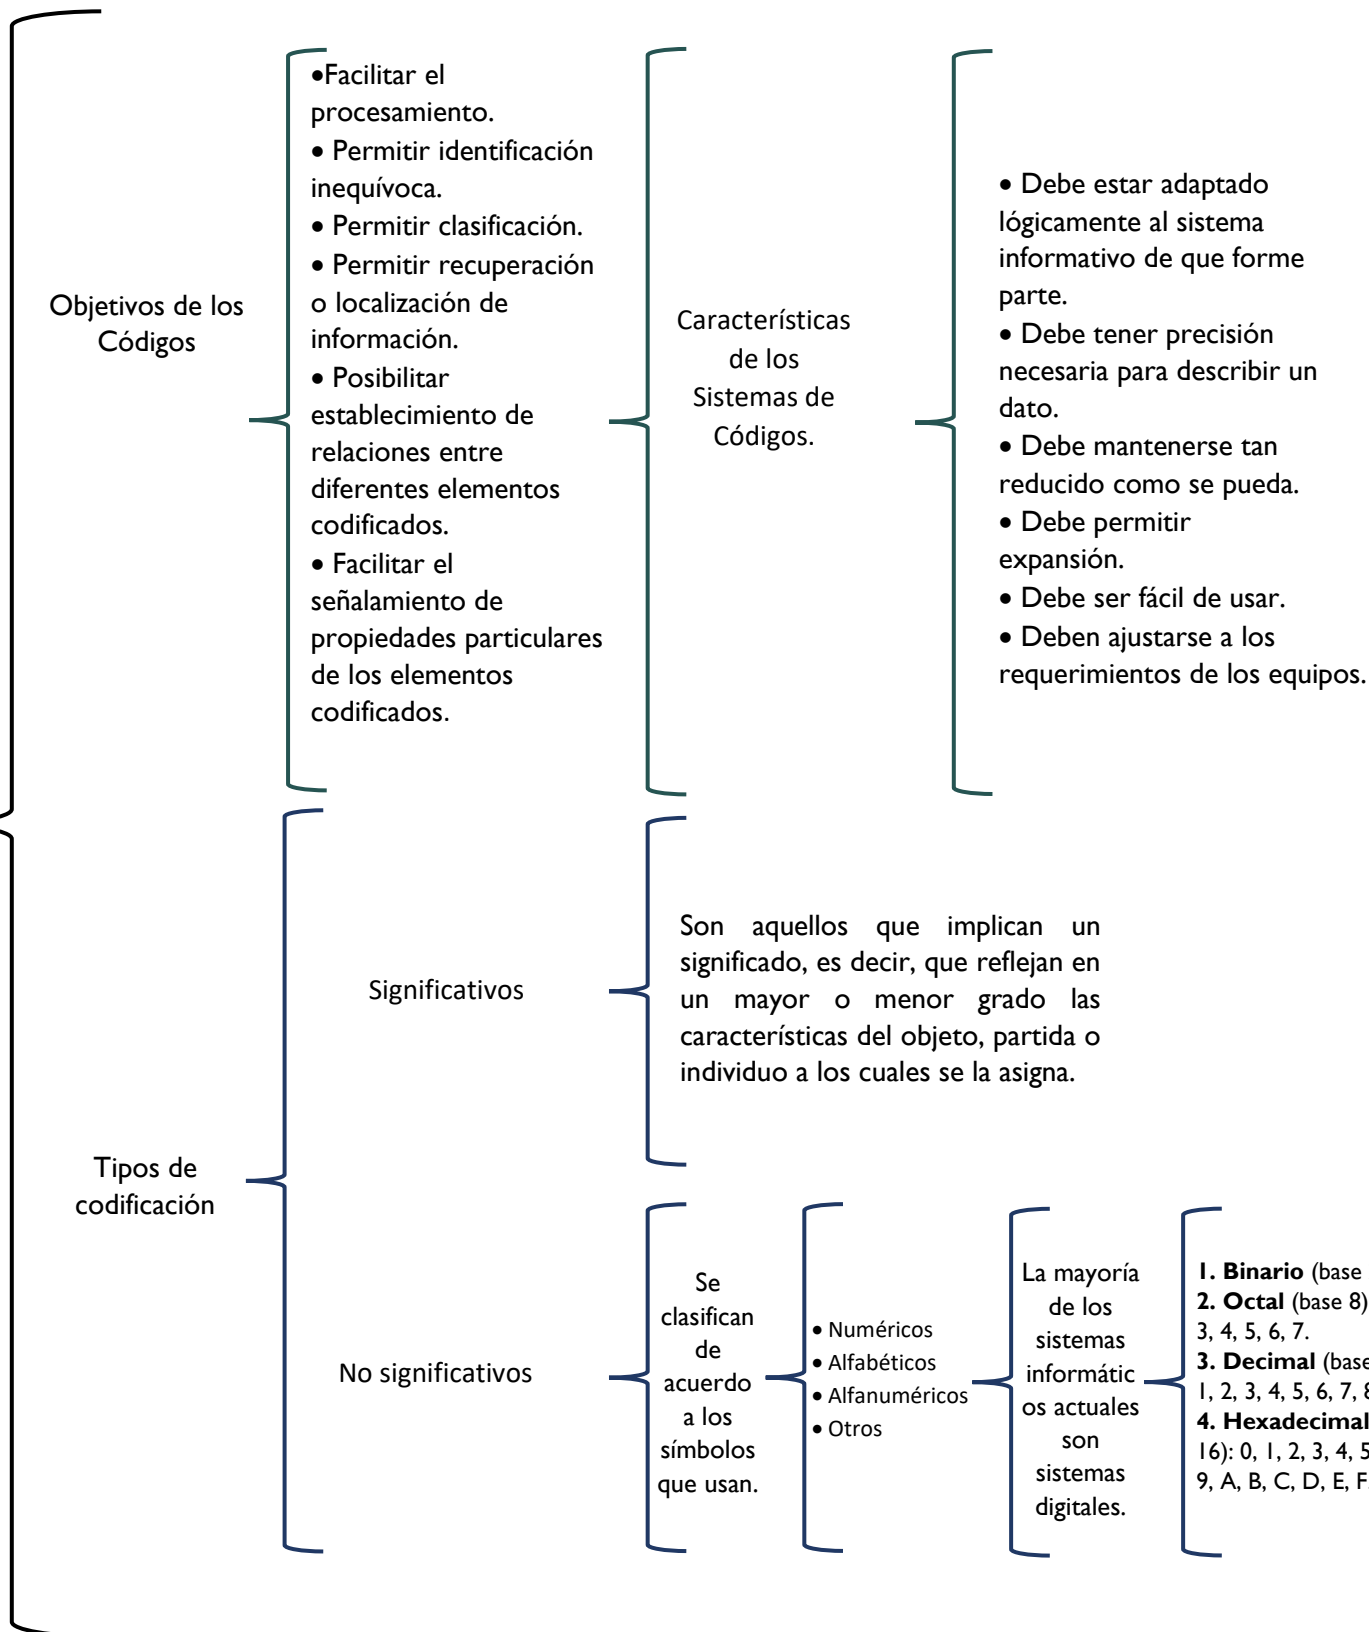 Objetivos de los
Códigos
•Facilitar el
procesamiento.
• Permitir identificación
inequívoca.
• Permitir clasificación.
• Permitir recuperación
o localización de
información.
• Posibilitar
establecimiento de
relaciones entre
diferentes elementos
codificados.
• Facilitar el
señalamiento de
propiedades particulares
de los elementos
codificados.
Características
de los
Sistemas de
Códigos.
• Debe estar adaptado
lógicamente al sistema
informativo de que forme
parte.
• Debe tener precisión
necesaria para describir un
dato.
• Debe mantenerse tan
reducido como se pueda.
• Debe permitir
expansión.
• Debe ser fácil de usar.
• Deben ajustarse a los
requerimientos de los equipos.
Tipos de
codificación
Significativos
Son aquellos que implican un
significado, es decir, que reflejan en
un mayor o menor grado las
características del objeto, partida o
individuo a los cuales se la asigna.
No significativos
Se
clasifican
de
acuerdo
a los
símbolos
que usan.
• Numéricos
• Alfabéticos
• Alfanuméricos
• Otros
La mayoría
de los
sistemas
informátic
os actuales
son
sistemas
digitales.
1. Binario (base
2. Octal (base 8)
3, 4, 5, 6, 7.
3. Decimal (base
1, 2, 3, 4, 5, 6, 7, 8
4. Hexadecimal
16): 0, 1, 2, 3, 4, 5
9, A, B, C, D, E, F.